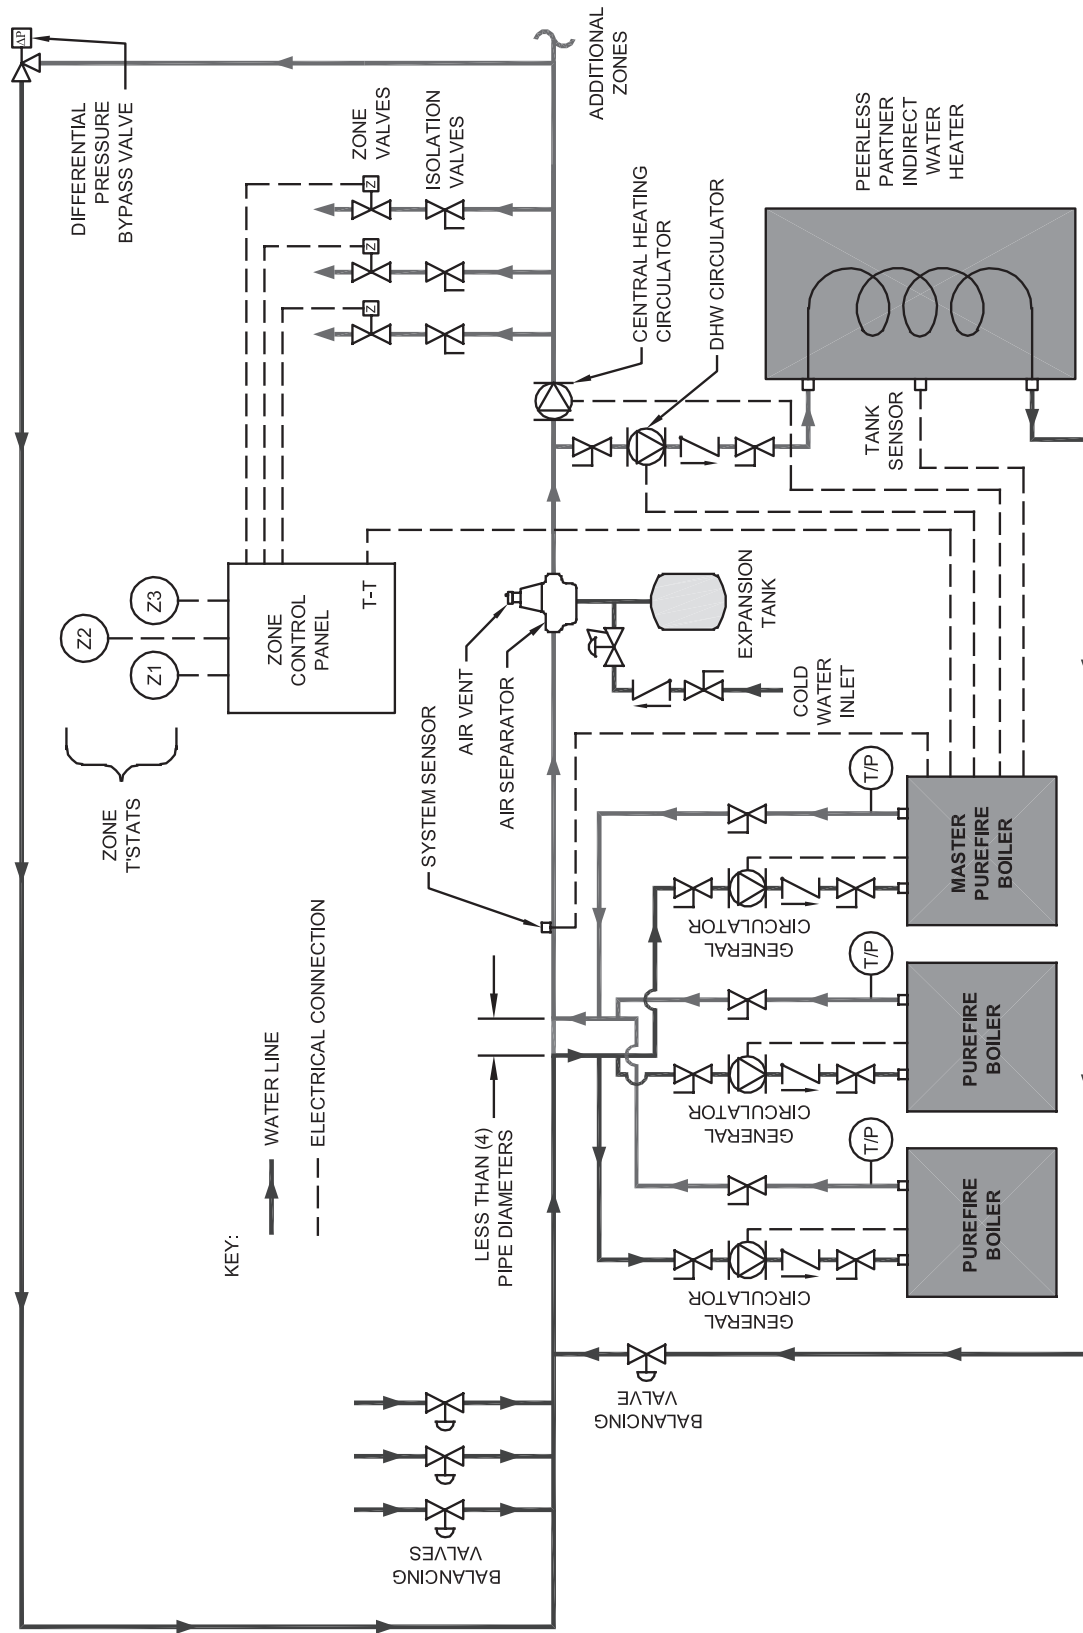 ΔP
DIFFERENTIAL
PRESSURE
BYPASS VALVE
ZONE
VALVES
ISOLATION
VALVES
Z
Z
Z
ADDITIONAL
ZONES
CENTRAL HEATING
CIRCULATOR
DHW CIRCULATOR
PEERLESS
PARTNER
INDIRECT
WATER
HEATER
TANK
SENSOR
Z1
Z2
Z3
ZONE
T'STATS
ZONE
CONTROL
PANEL
T-T
SYSTEM SENSOR
AIR VENT
AIR SEPARATOR
EXPANSION
TANK
COLD
WATER
INLET
KEY:
WATER LINE
ELECTRICAL CONNECTION
LESS THAN (4)
PIPE DIAMETERS
GENERAL
CIRCULATOR
T/P
MASTER
PUREFIRE
BOILER
GENERAL
CIRCULATOR
T/P
PUREFIRE
BOILER
GENERAL
CIRCULATOR
T/P
PUREFIRE
BOILER
BALANCING
VALVE
BALANCING
VALVES